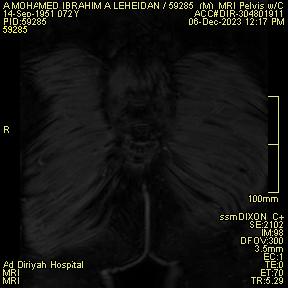 A MOHAMED IBRAHIM A LEHEIDAN / 59285 (M) MRI Pelvis w/C
14-Sep-1951 072Y ACC#DIR-304801911
PID:59285 06-Dec-2023 12:17 PM
59285
R
100mm
ssmDIXON C+
SE:2102
IM:98
DFOV:300
3.5mm
EC:1
Ad Diriyah Hospital TE:0
MRI ET:70
MRI TR:5.29